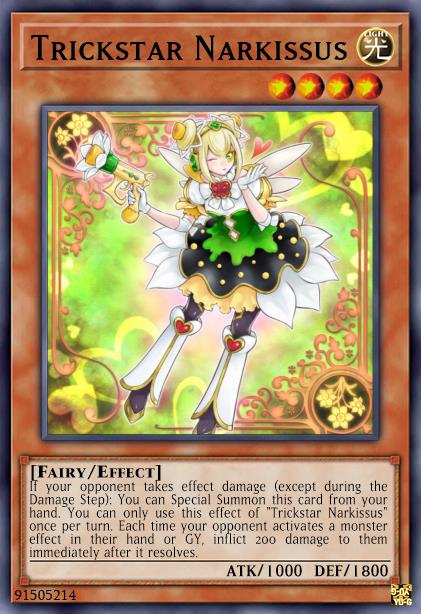 Trickstar Narkissus
LIGHT
光
[Fairy/Effect]
If your opponent takes effect damage (except during the
Damage Step): You can Special Summon this card from your
hand. You can only use this effect of "Trickstar Narkissus"
once per turn. Each time your opponent activates a monster
effect in their hand or GY, inflict 200 damage to them
immediately after it resolves.
ATK/1000 DEF/1800
91505214